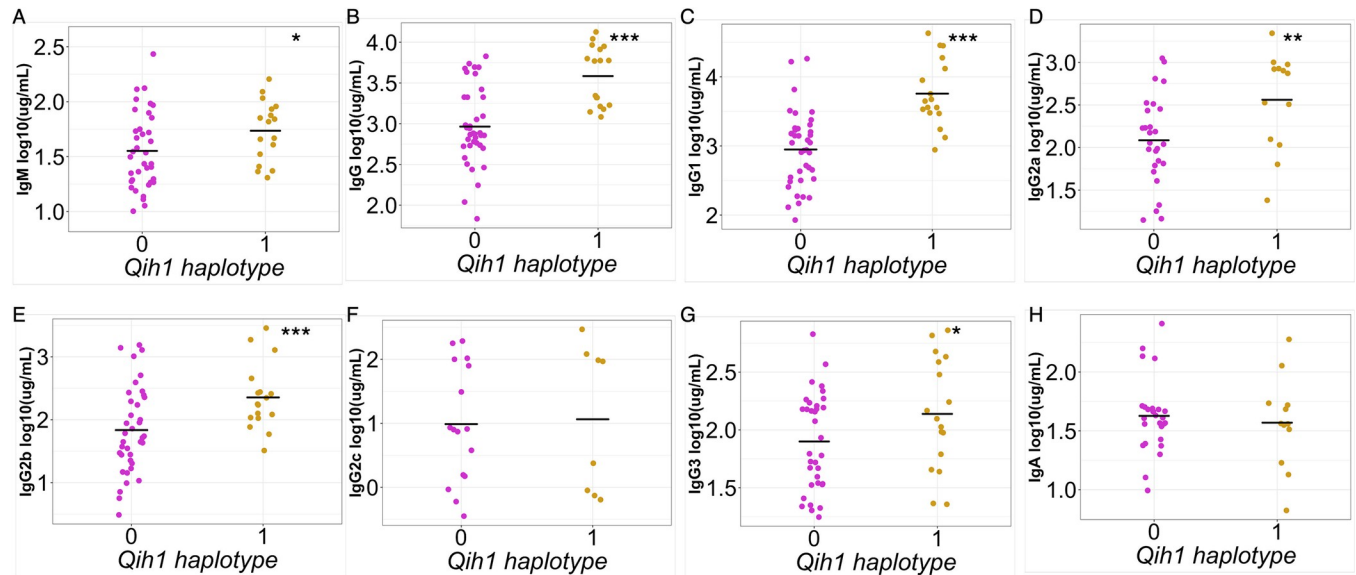 A
IgM log10(ug/mL)
2.5
2.0
1.5
1.0
*
0 1
Qih1 haplotype
B
IgG log10(ug/mL)
4.0
3.5
3.0
2.5
2.0
***
0 1
Qih1 haplotype
C
IgG1 log10(ug/mL)
4
3
2
***
0 1
Qih1 haplotype
D
IgG2a log10(ug/mL)
3.0
2.5
2.0
1.5
**
0 1
Qih1 haplotype
E
IgG2b log10(ug/mL)
3
2
1
***
0 1
Qih1 haplotype
F
IgG2c log10(ug/mL)
2
1
0
0 1
Qih1 haplotype
G
IgG3 log10(ug/mL)
2.5
2.0
1.5
*
0 1
Qih1 haplotype
H
IgA log10(ug/mL)
2.0
1.5
1.0
0 1
Qih1 haplotype